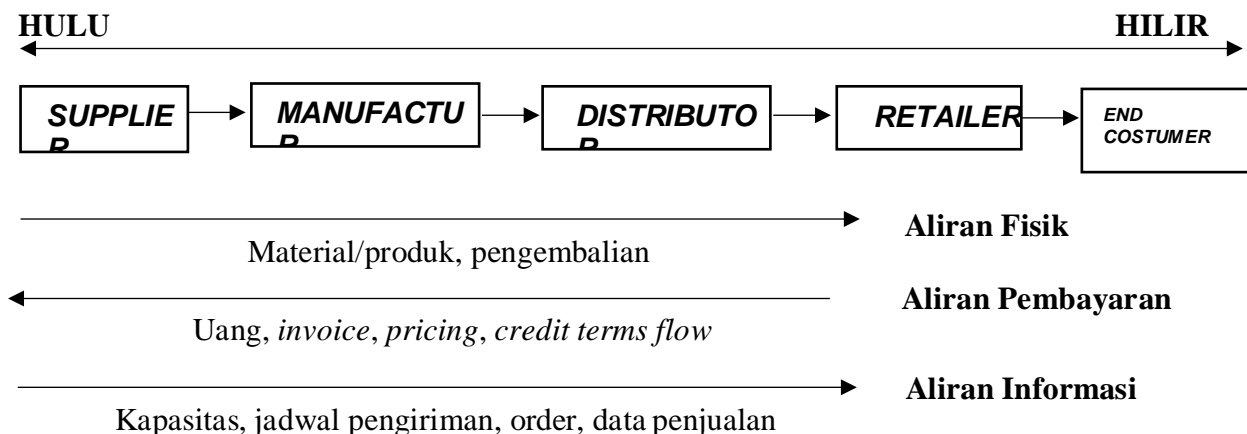 HULU HILIR
SUPPLIE
R
MANUFACTU
R
DISTRIBUTO
R
RETAILER
END
COSTUMER
Aliran Fisik
Material/produk, pengembalian
Aliran Pembayaran
Uang, invoice, pricing, credit terms flow
Aliran Informasi
Kapasitas, jadwal pengiriman, order, data penjualan